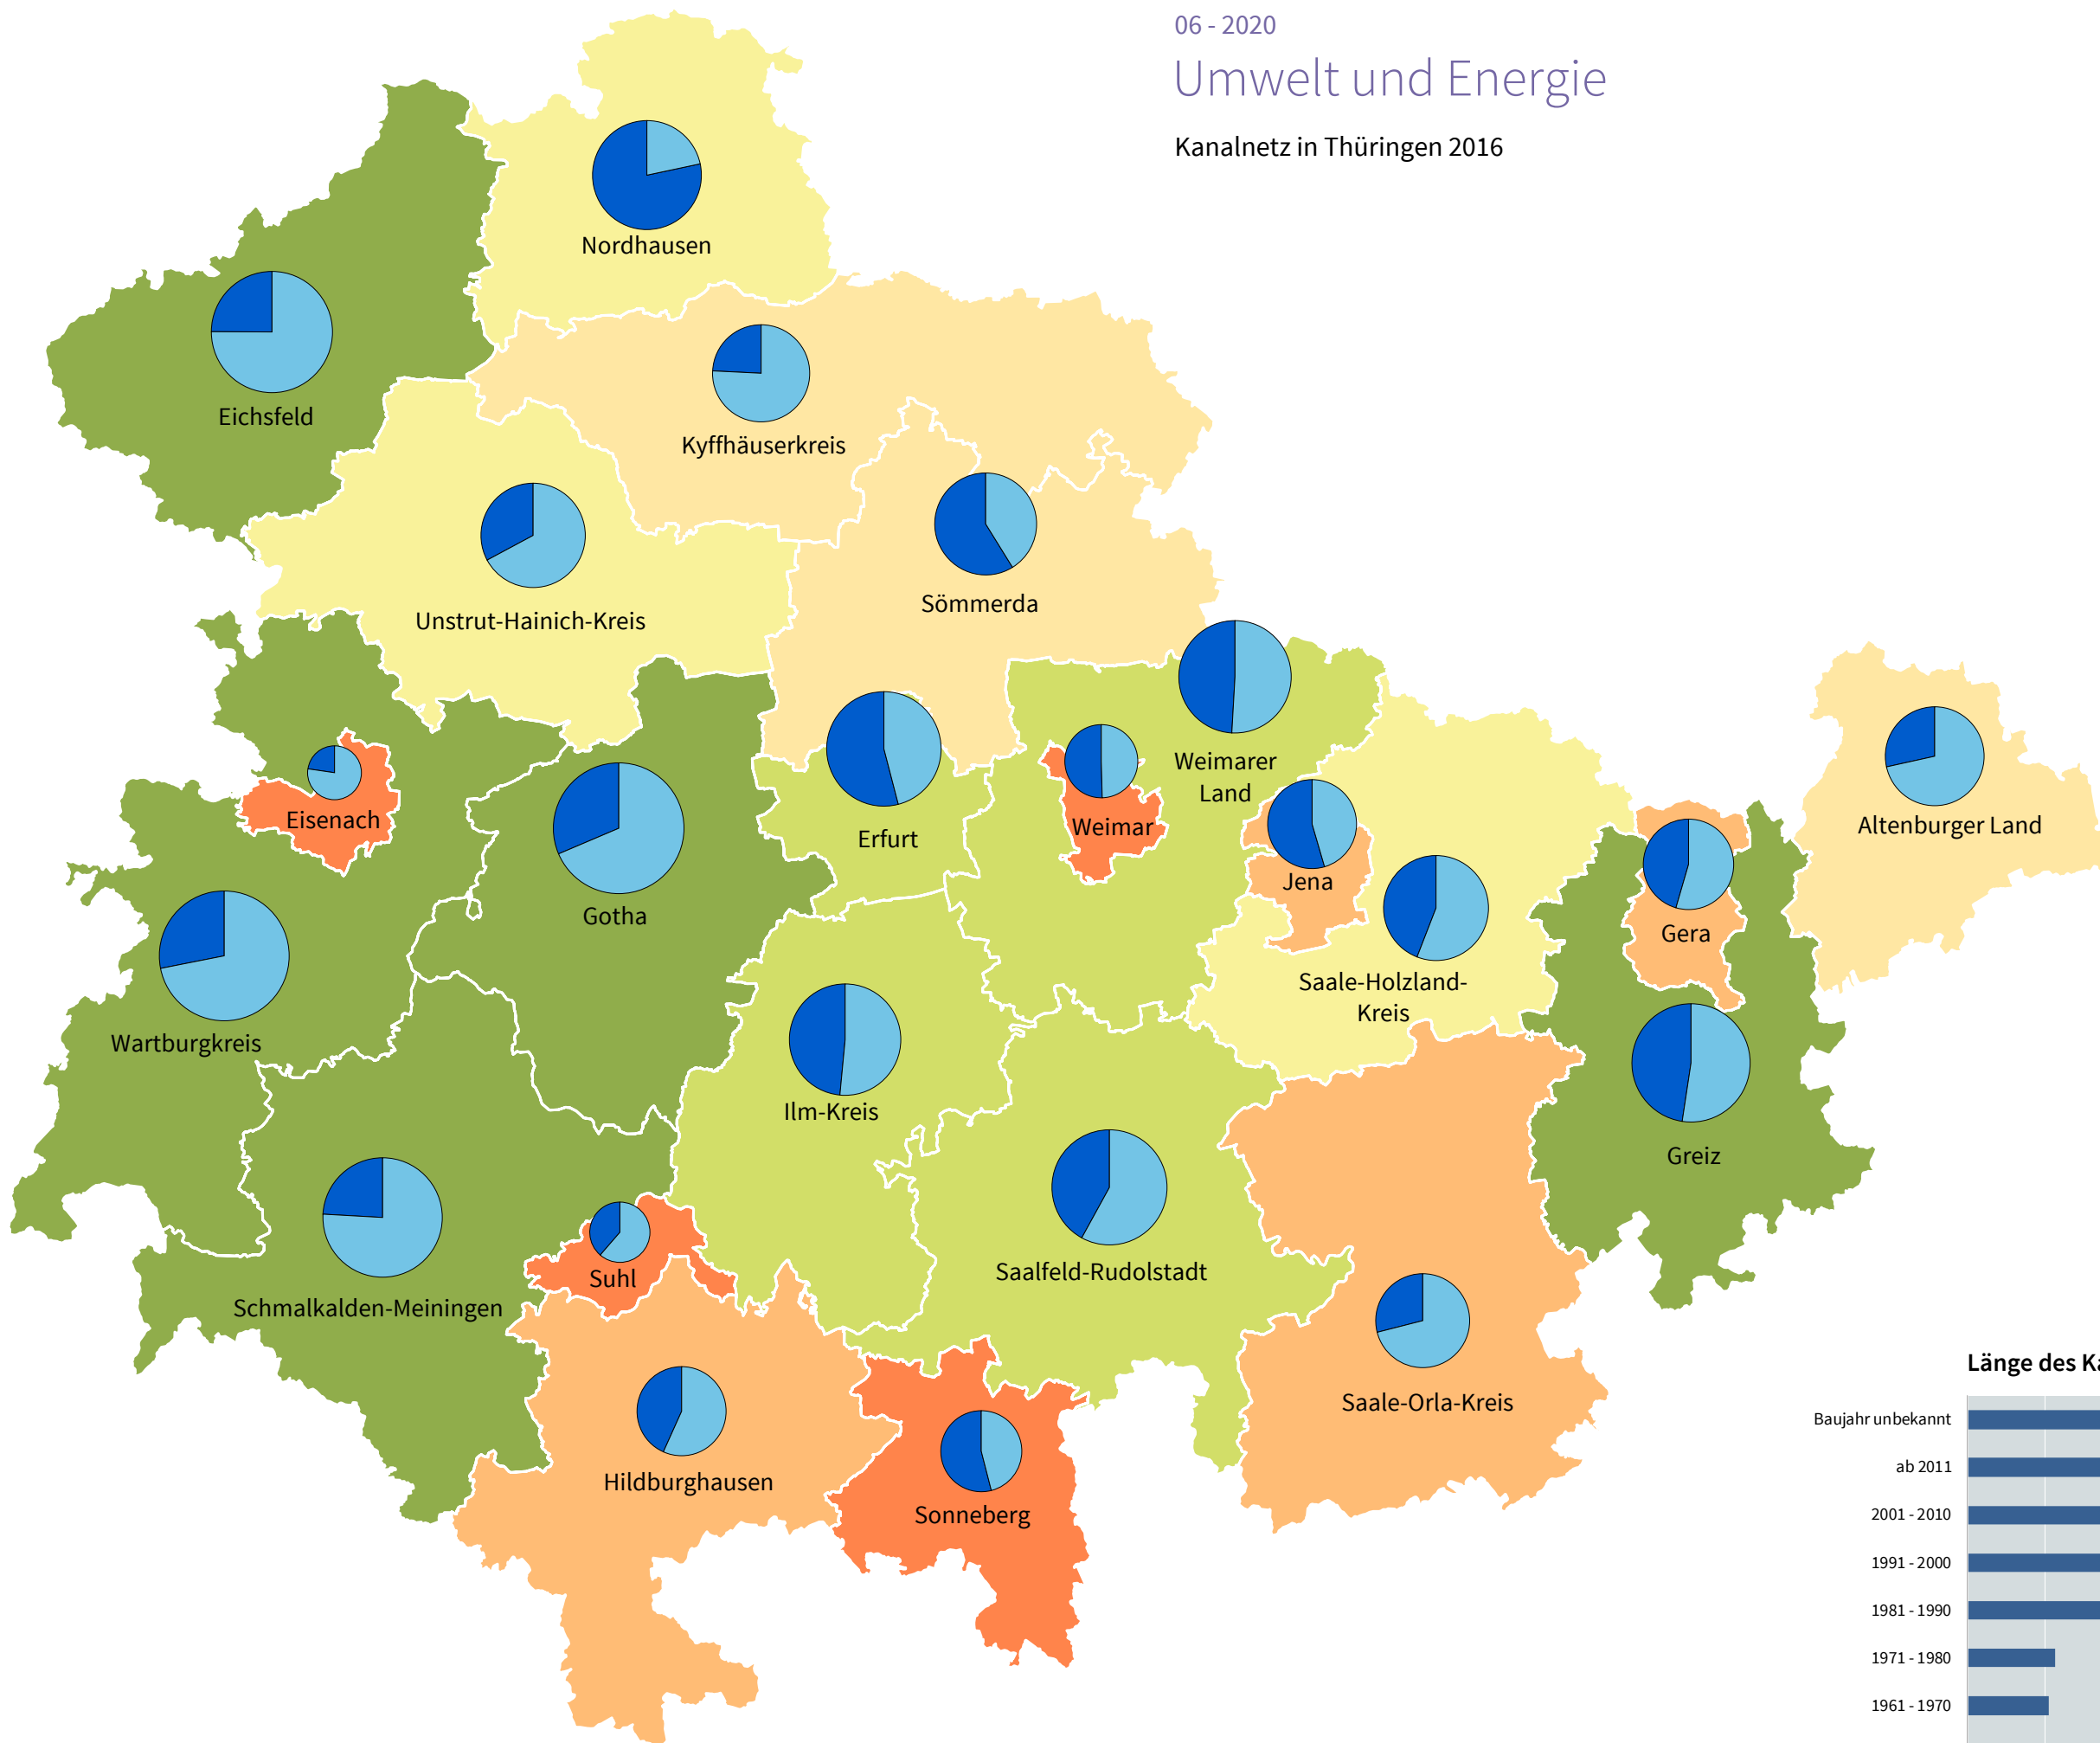 06 - 2020
Umwelt und Energie
Kanalnetz in Thüringen 2016
Nordhausen
Eichsfeld
Kyffhäuserkreis
Sömmerda
Unstrut-Hainich-Kreis
Weimarer
Land
Eisenach
Weimar
Erfurt
Altenburger Land
Jena
Gotha
Gera
Saale-Holzland-
Kreis
Wartburgkreis
Ilm-Kreis
Greiz
Saalfeld-Rudolstadt
Suhl
Schmalkalden-Meiningen
Saale-Orla-Kreis
Hildburghausen
Sonneberg
Länge des
Baujahr unbekannt
ab 2011
2001 - 2010
1991 - 2000
1981 - 1990
1971 - 1980
1961 - 1970